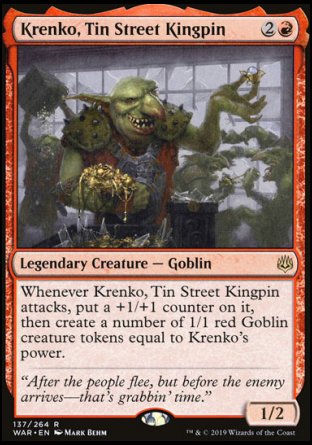 Krenko, Tin Street Kingpin 2
Legendary Creature — Goblin
Whenever Krenko, Tin Street Kingpin
attacks, put a +1/+1 counter on it,
then create a number of 1/1 red Goblin
creature tokens equal to Krenko's
power.
“After the people flee, but before the enemy
arrives—that's grabbin' time.”
1/2
137/264 R
WAR • EN Mark Behm
™ & © 2019 Wizards of the Coast